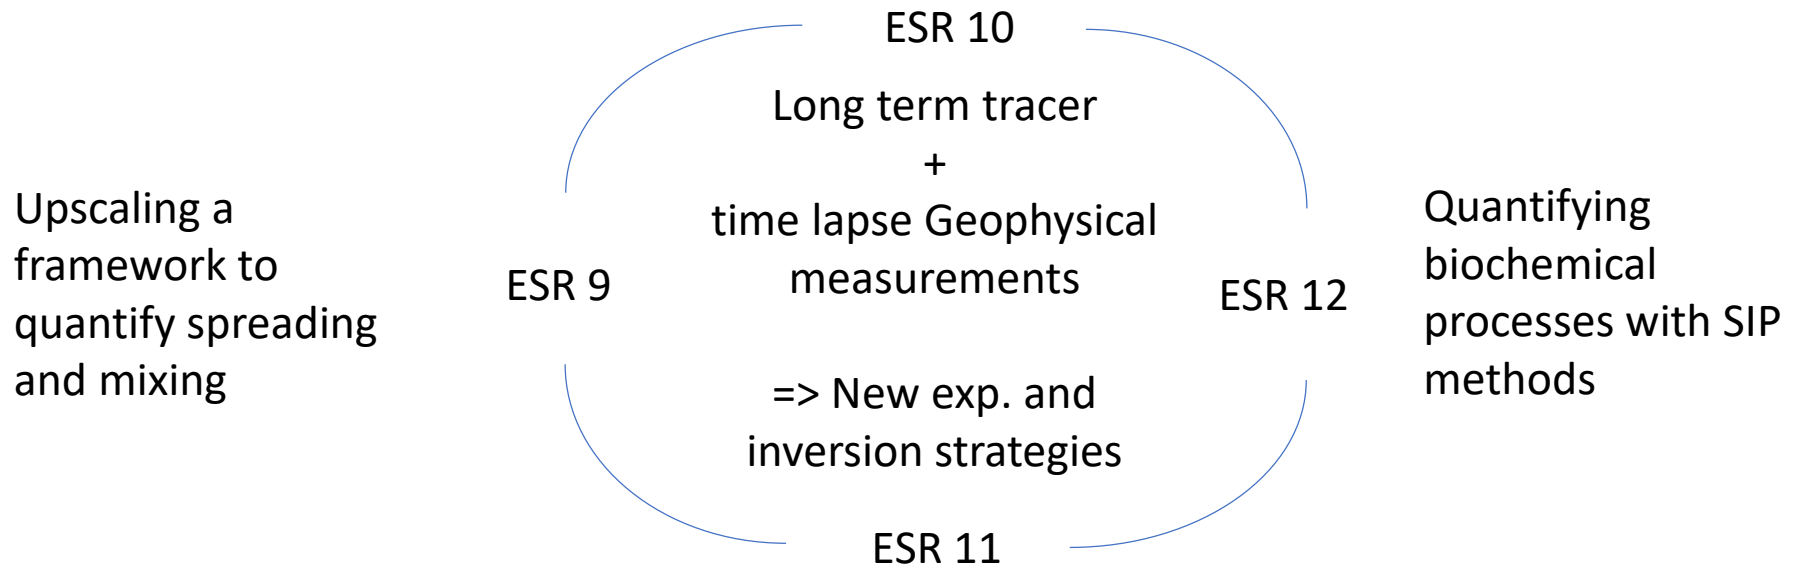 ESR 10
Long term tracer
+
time lapse Geophysical
measurements
=> New exp. and
inversion strategies
ESR 11
Upscaling a
framework to
quantify spreading
and mixing
ESR 9
ESR 12
Quantifying
biochemical
processes with SIP
methods